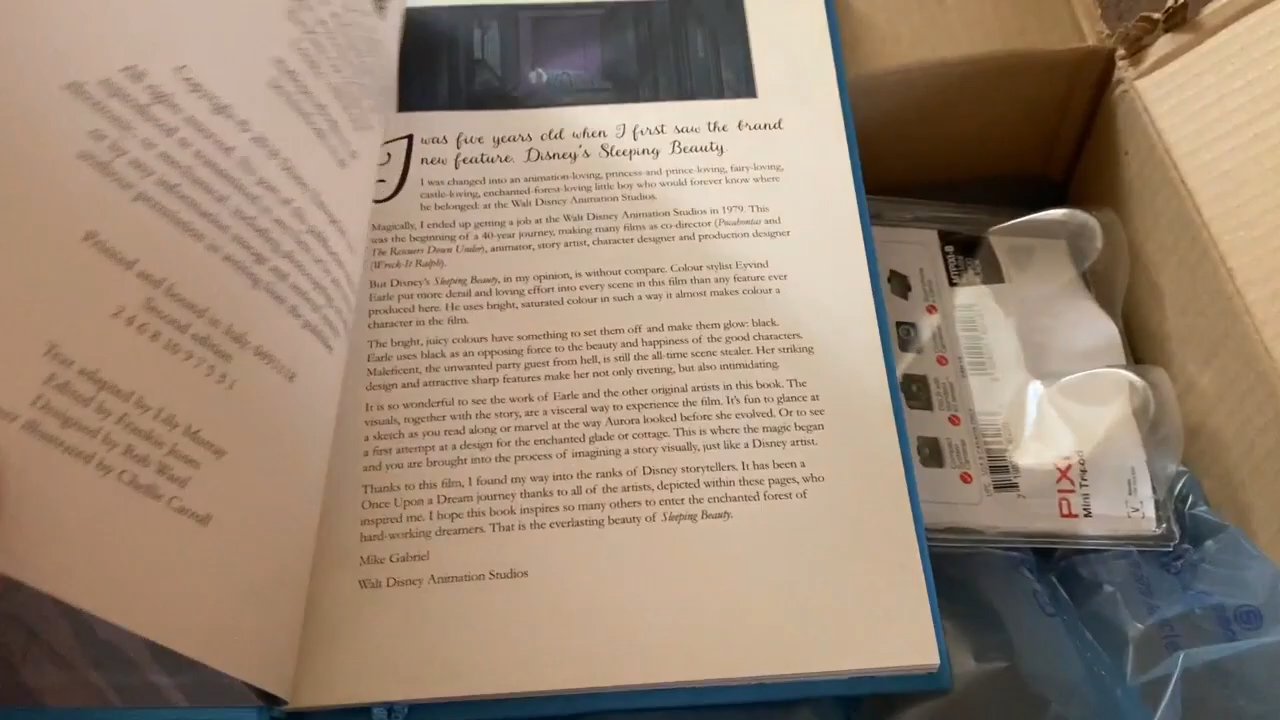 Printed and bound in Italy
Second edition
2 4 6 8 10 9 7 5 3 1
Text adapted by Lily Murray
Edited by Frankie Jones
Designed by Rob Ward
Illustrated by Chellie Carroll
I was five years old when I first saw the brand
new feature, Disney's Sleeping Beauty
I was changed into an animation-loving, princess-and prince-loving, fairy-loving,
castle-loving, enchanted-forest-loving little boy who would forever know where
he belonged: at the Walt Disney Animation Studios.
Magically, I ended up getting a job at the Walt Disney Animation Studios in 1979. This
was the beginning of a 40-year journey, making many films as co-director (Pocahontas and
The Rescuers Down Under), animator, story artist, character designer and production designer
(Wreck-It Ralph).
But Disney's Sleeping Beauty, in my opinion, is without compare. Colour stylist Eyvind
Earle put more detail and loving effort into every scene in this film than any feature ever
produced here. He uses bright, saturated colour in such a way it almost makes colour a
character in the film.
The bright, juicy colours have something to set them off and make them glow: black.
Earle uses black as an opposing force to the beauty and happiness of the good characters.
Maleficent, the unwanted party guest from hell, is still the all-time scene stealer. Her striking
design and attractive sharp features make her not only riveting, but also intimidating.
It is so wonderful to see the work of Earle and the other original artists in this book. The
visuals, together with the story, are a visceral way to experience the film. It's fun to glance at
a sketch as you read along or marvel at the way Aurora looked before she evolved. Or to see
a first attempt at a design for the enchanted glade or cottage. This is where the magic began
and you are brought into the process of imagining a story visually, just like a Disney artist.
Thanks to this film, I found my way into the ranks of Disney storytellers. It has been a
Once Upon a Dream journey thanks to all of the artists, depicted within these pages, who
inspired me. I hope this book inspires so many others to enter the enchanted forest of
hard-working dreamers. That is the everlasting beauty of Sleeping Beauty.
Mike Gabriel
Walt Disney Animation Studios
PIXI
Mini Tripod